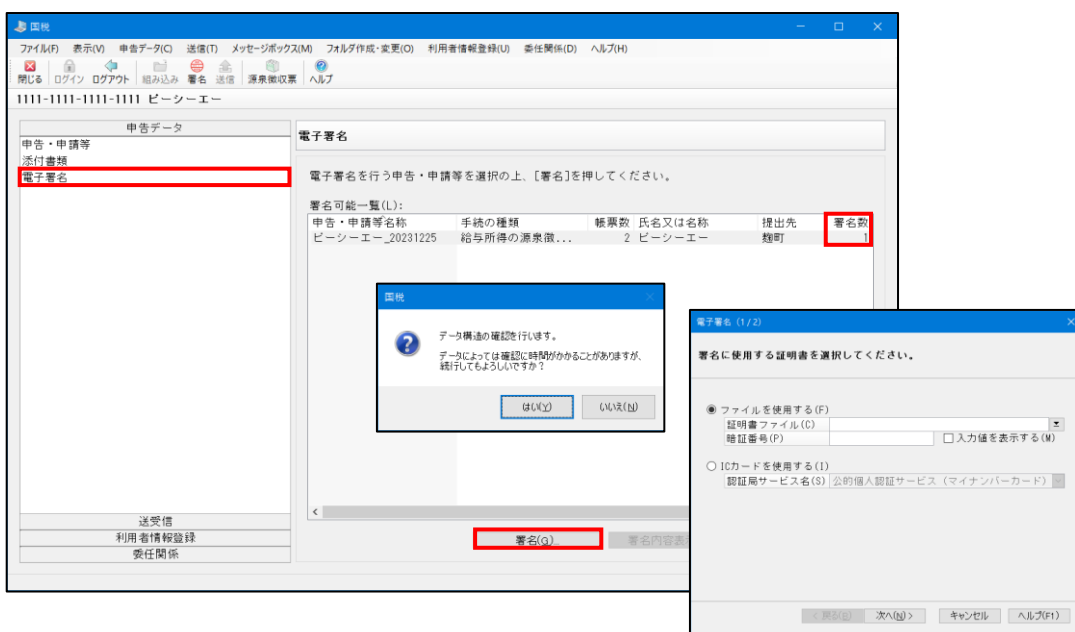 国税
ファイル(F) 表示(V) 申告データ(C) 送信(T) メッセージボックス(M) フォルダ作成・変更(O) 利用者情報登録(U) 委任関係(D) ヘルプ(H)
閉じる ログイン ログアウト 組み込み 署名 送信 源泉徴収票 ヘルプ
1111-1111-1111-1111 ピーシーエー
申告データ
申告・申請等
添付書類
電子署名
送受信
利用者情報登録
委任関係
電子署名
電子署名を行う申告・申請等を選択の上、[署名]を押してください。
署名可能一覧(L):
申告・申請等名称 手続の種類 帳票数 氏名又は名称 提出先 署名数
ピーシーエー_20231225 給与所得の源泉徴... 2 ピーシーエー 麹町 1
署名(g)...
署名内容表
国税
データ構造の確認を行います。
データによっては確認に時間がかかることがありますが、
続行してもよろしいですか?
はい(Y) いいえ(N)
電子署名 (1/2)
署名に使用する証明書を選択してください。
ファイルを使用する(F)
証明書ファイル(C)
暗証番号(P) 入力値を表示する(M)
ICカードを使用する(I)
認証局サービス名(S) 公的個人認証サービス (マイナンバーカード)
<戻る(B) 次へ(N)> キャンセル ヘルプ(F1)